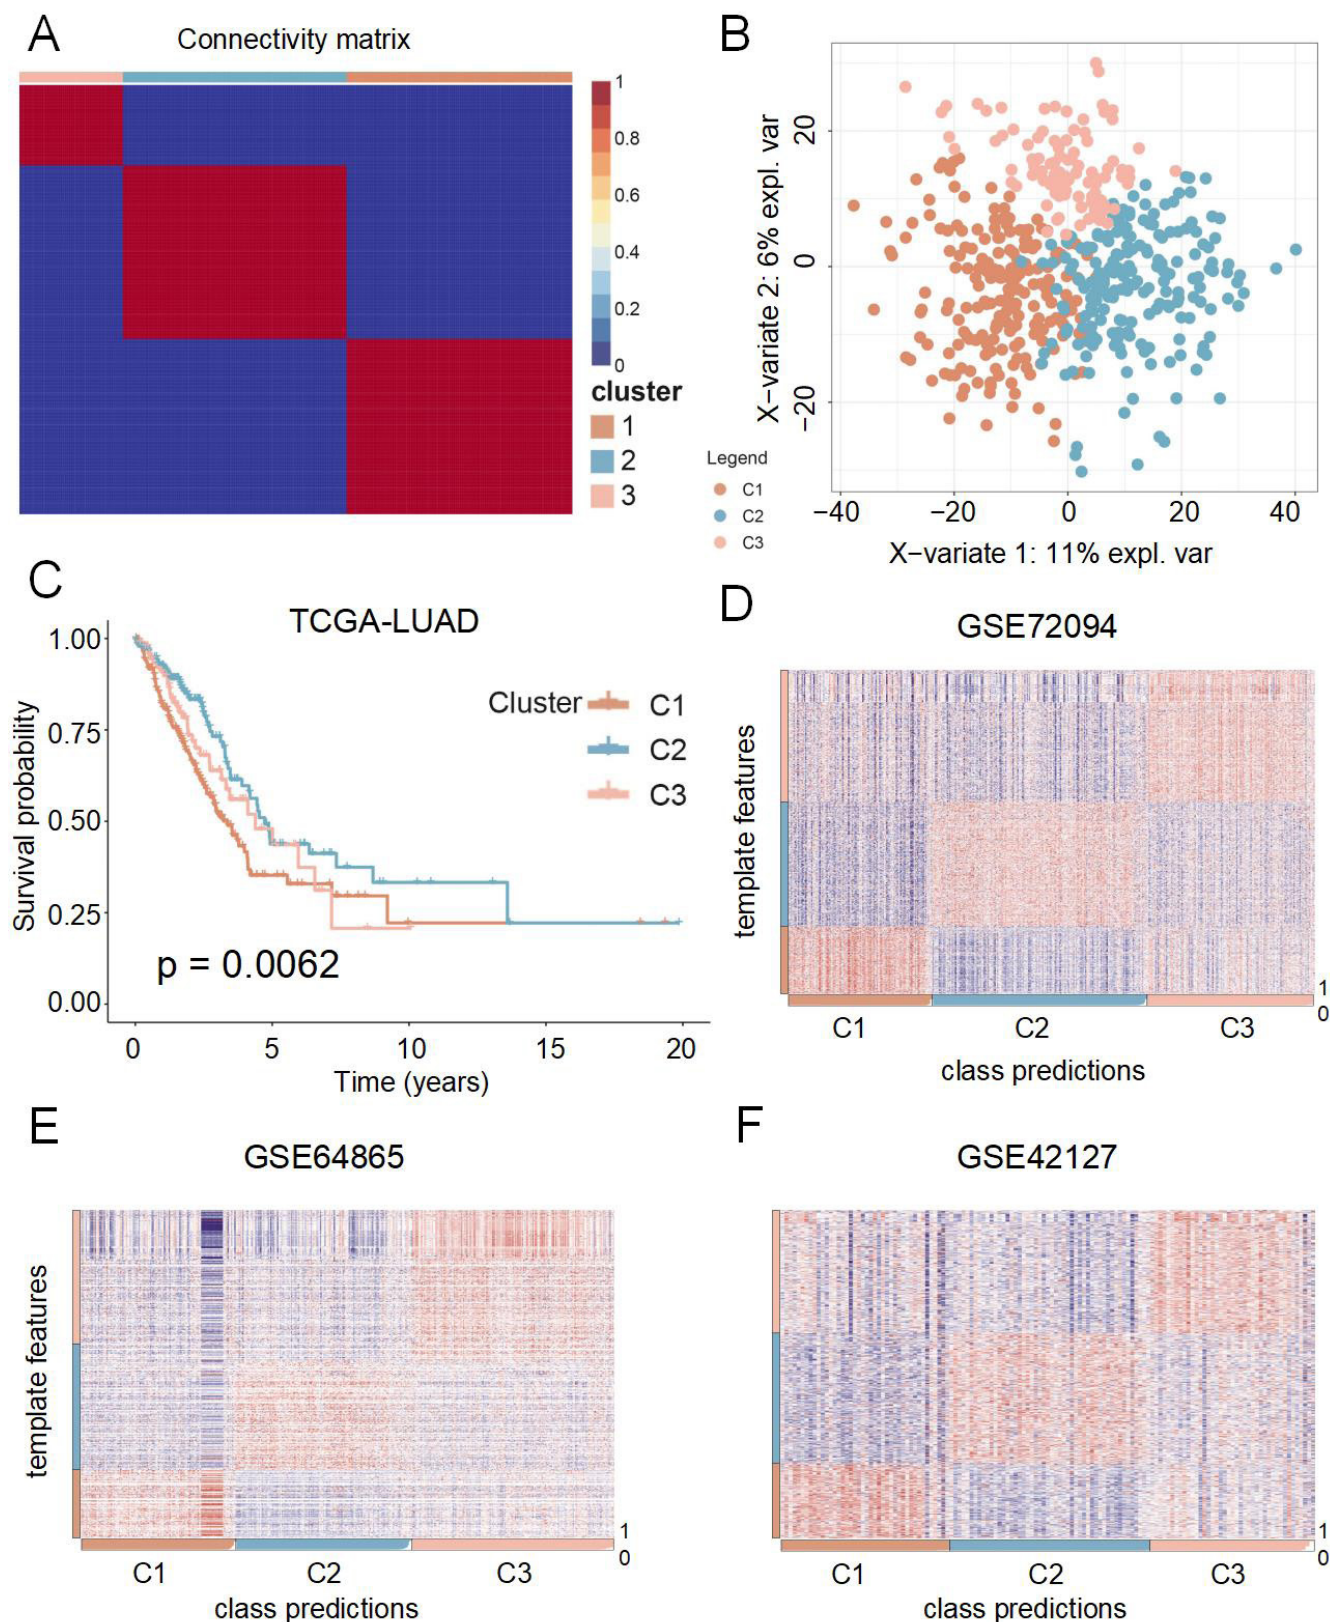 A
Connectivity matrix
1
0.8
0.6
0.4
0.2
0
cluster
1
2
3
B
X−variate 2: 6% expl. var
20
0
−20
−40
−20
0
20
40
X−variate 1: 11% expl. var
Legend
C1
C2
C3
C
TCGA-LUAD
Survival probability
1.00
0.75
0.50
0.25
0.00
Cluster
C1
C2
C3
p = 0.0062
0
5
10
15
20
Time (years)
D
GSE72094
template features
1
0
C1
C2
C3
class predictions
E
GSE64865
template features
1
0
C1
C2
C3
class predictions
F
GSE42127
1
0
C1
C2
C3
class predictions